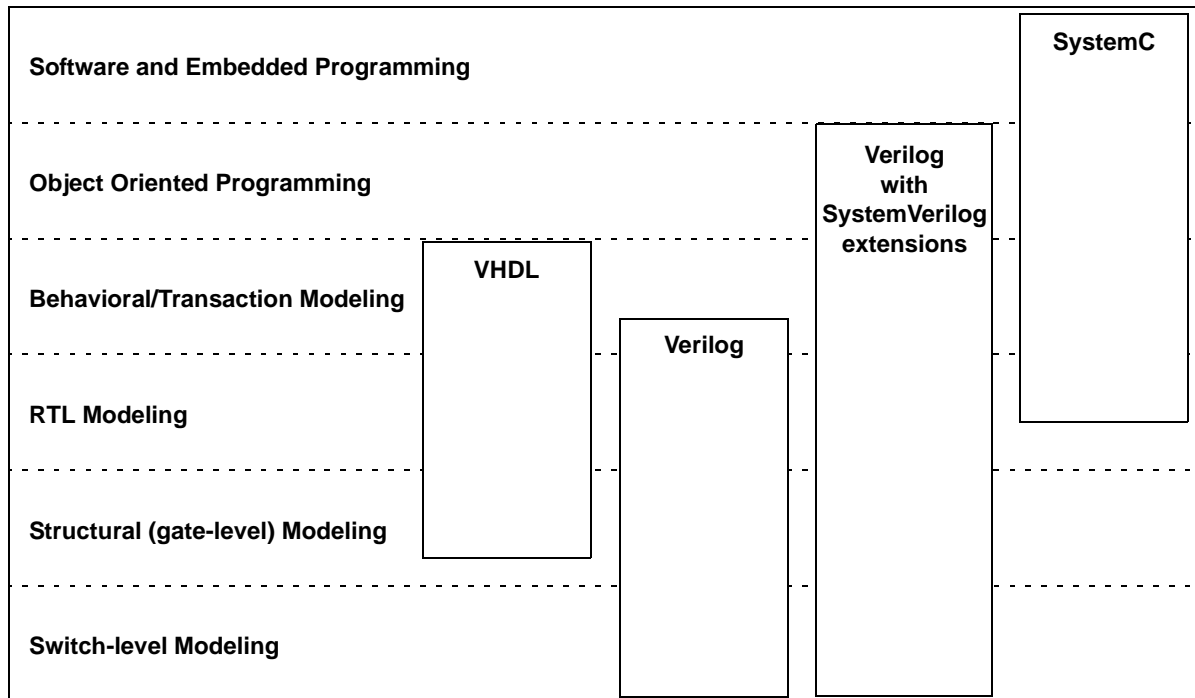 SystemC
Software and Embedded Programming
Verilog
with
SystemVerilog
extensions
Object Oriented Programming
VHDL
Behavioral/Transaction Modeling
Verilog
RTL Modeling
Structural (gate-level) Modeling
Switch-level Modeling